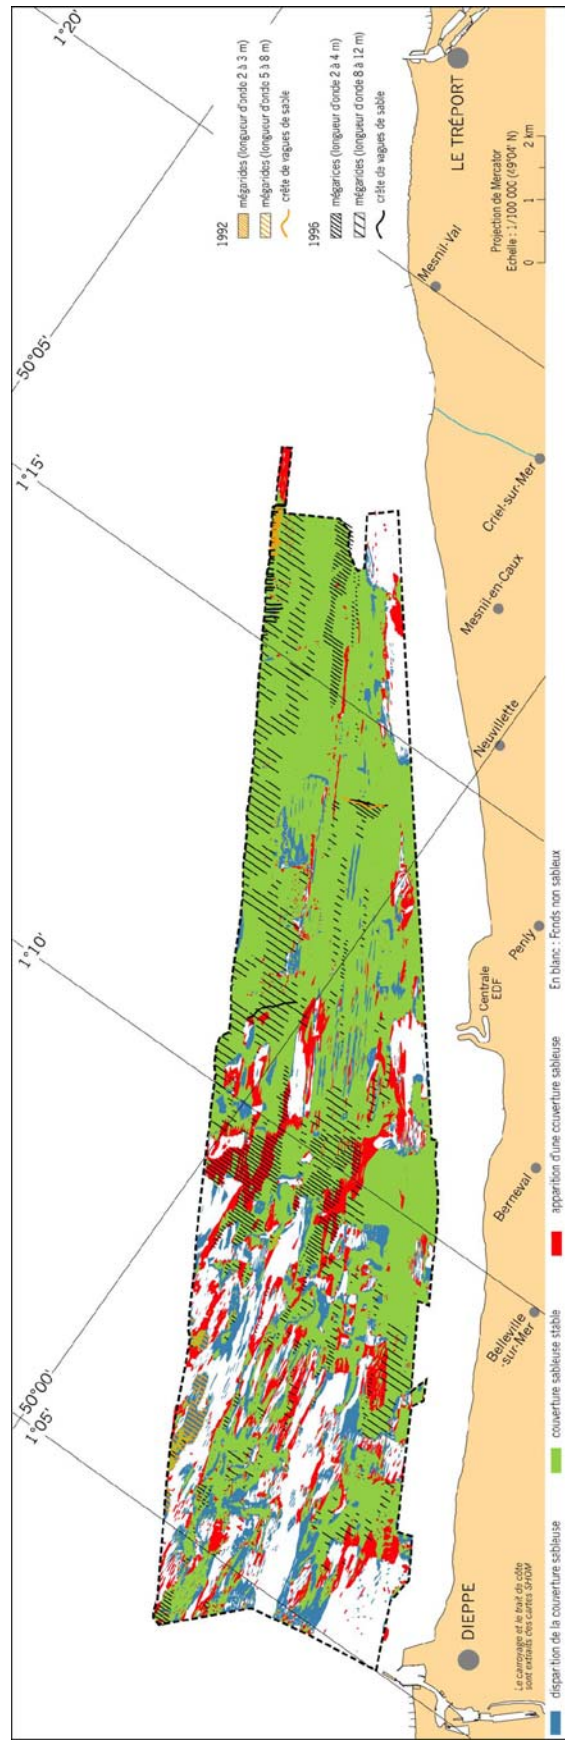 1°20'
50°05'
1°15'
1°10'
50°00'
1°05'
1992
mégarides (longueur d'onde 2 à 3 m)
mégarides (longueur d'onde 5 à 8 m)
crête de vagues de sable
1996
mégarides (longueur d'onde 2 à 4 m)
mégarides (longueur d'onde 8 à 12 m)
crête de vagues de sable
LE TRÉPORT
Projection de Mercator
Echelle : 1/100 000 (49°04' N)
0 1 2 km
Mesnil-Val
Criel-sur-Mer
Mesnil-en-Caux
Neuvillette
Penly
Centrale
EDF
Berneval
Belleville
-sur-Mer
DIEPPE
Le carroyage et le trait de côte
sont extraits des cartes SHOM
disparition de la couverture sableuse
couverture sableuse stable
apparition d'une couverture sableuse
En blanc : Fonds non sableux